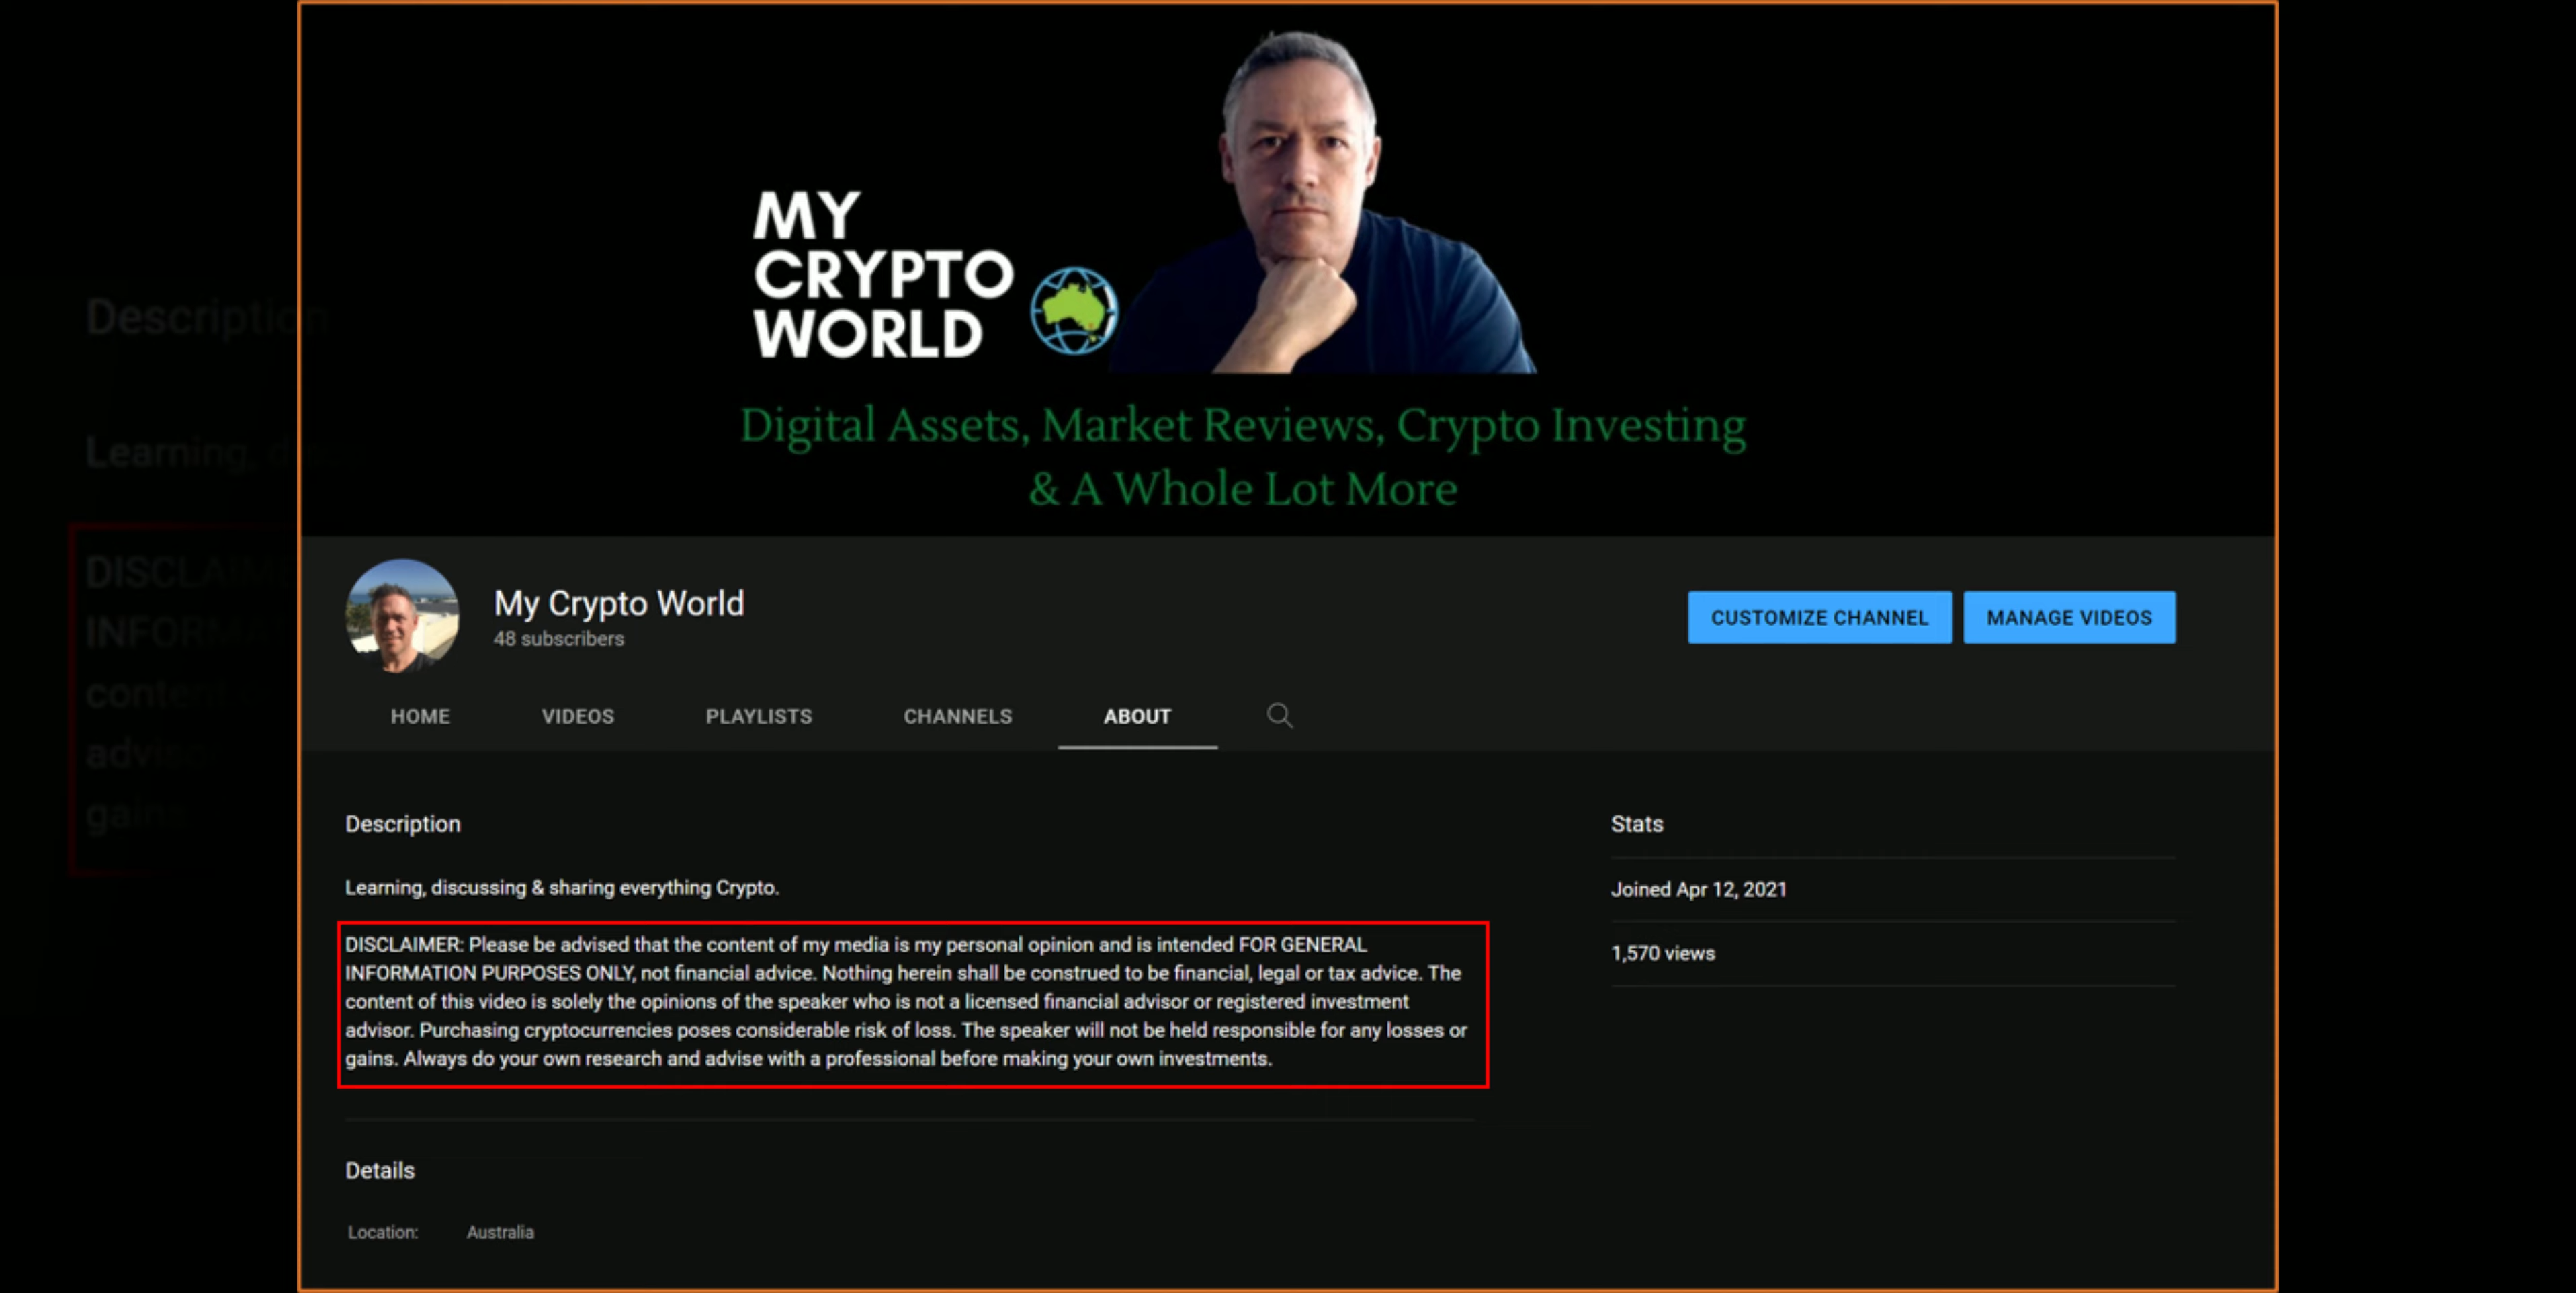 MY
CRYPTO
WORLD
Digital Assets, Market Reviews, Crypto Investing
& A Whole Lot More
My Crypto World
48 subscribers
CUSTOMIZE CHANNEL
MANAGE VIDEOS
HOME
VIDEOS
PLAYLISTS
CHANNELS
ABOUT
Description
Learning, discussing & sharing everything Crypto.
DISCLAIMER: Please be advised that the content of my media is my personal opinion and is intended FOR GENERAL
INFORMATION PURPOSES ONLY, not financial advice. Nothing herein shall be construed to be financial, legal or tax advice. The
content of this video is solely the opinions of the speaker who is not a licensed financial advisor or registered investment
advisor. Purchasing cryptocurrencies poses considerable risk of loss. The speaker will not be held responsible for any losses or
gains. Always do your own research and advise with a professional before making your own investments.
Stats
Joined Apr 12, 2021
1,570 views
Details
Location: Australia
Description
Learning,